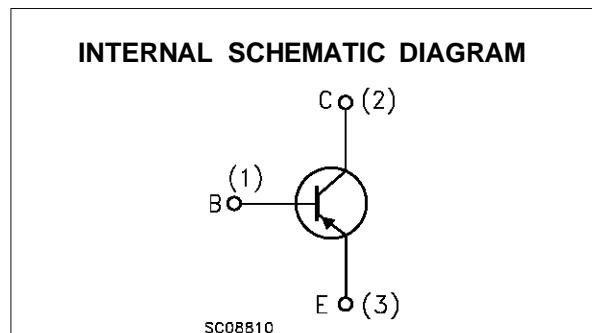 INTERNAL SCHEMATIC DIAGRAM
C (2)
(1)
B
E (3)
SC08810